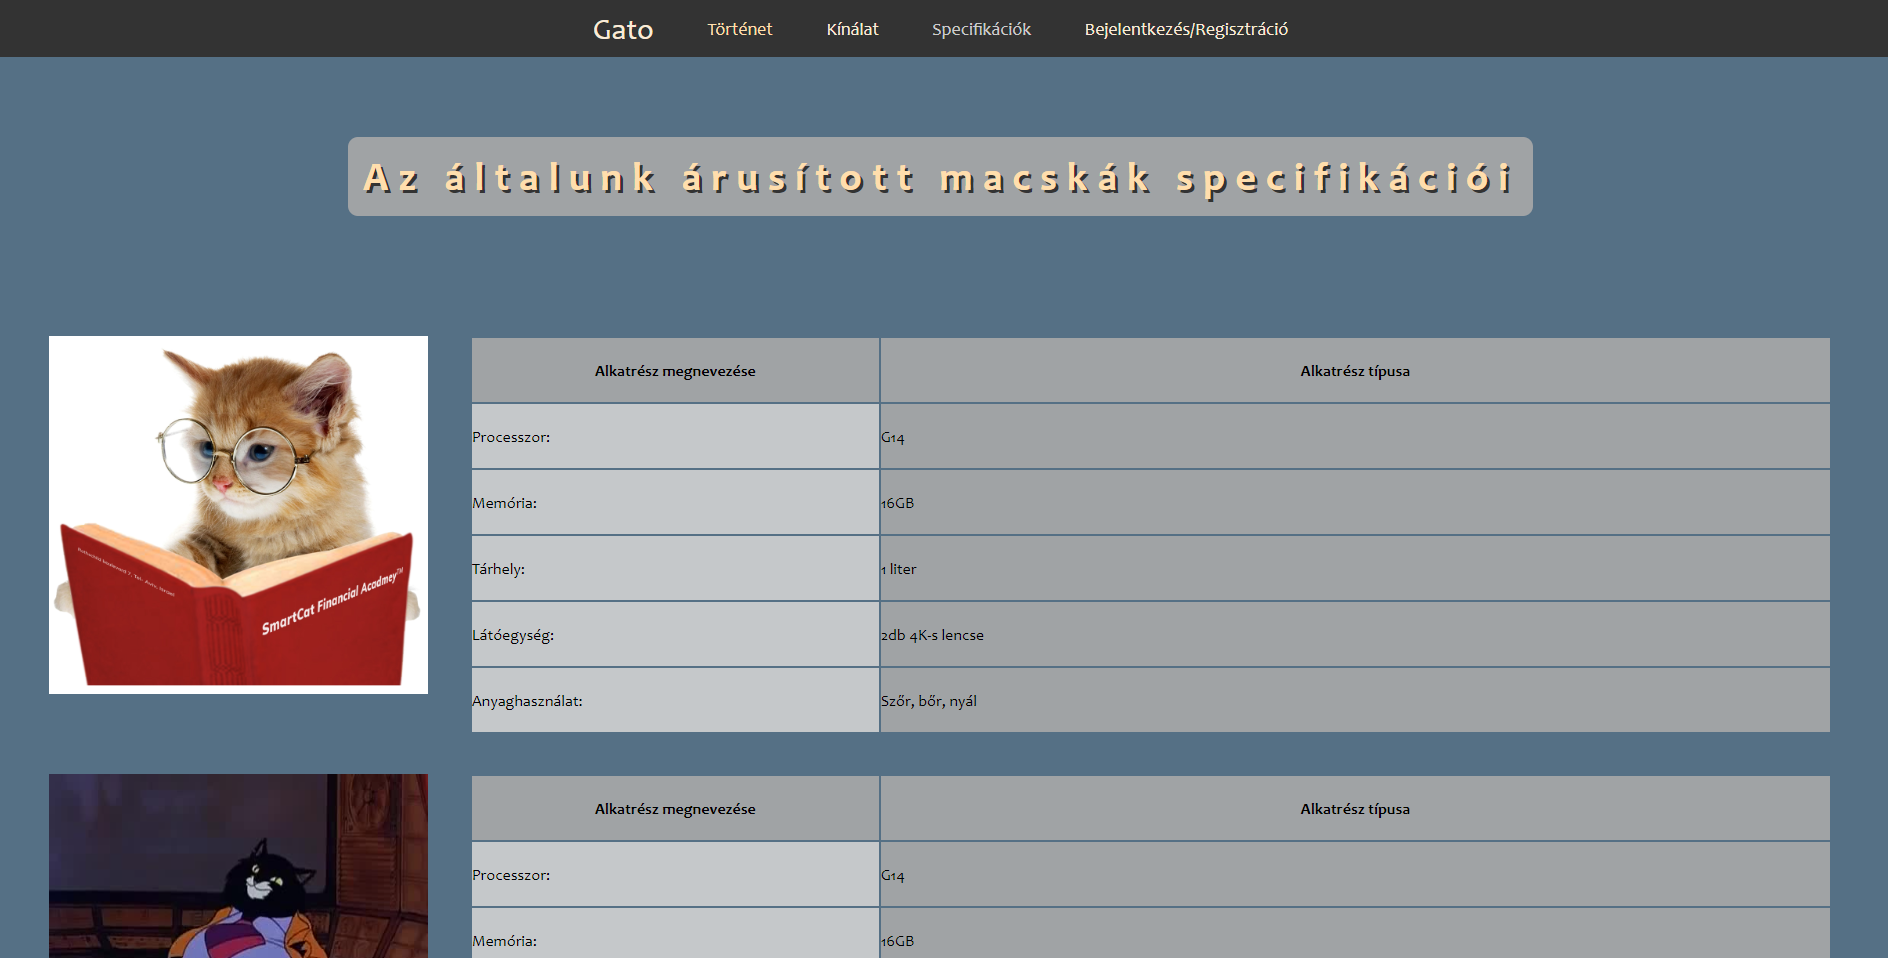 Gato Történet Kínálat Specifikációk Bejelentkezés/Regisztráció
Az általunk árusított macskák specifikációi
Alkatrész megnevezése Alkatrész típusa
Processzor: G14
Memória: 16GB
Tárhely: 1 liter
Látóegység: 2db 4K-s lencse
Anyaghasználat: Szőr, bőr, nyál
SmartCat Financial Acadmey™
Alkatrész megnevezése Alkatrész típusa
Processzor: G14
Memória: 16GB